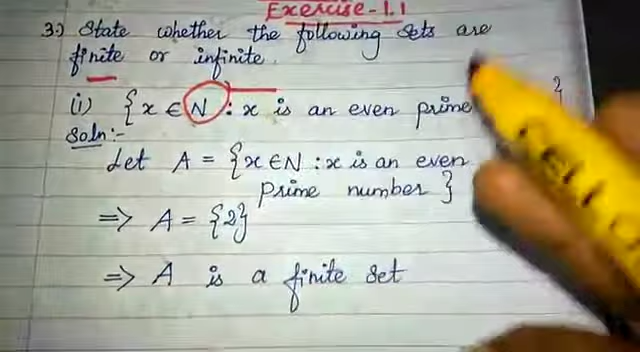 Exercise-1.1
3) State whether the following sets are
finite or infinite.
(i) {x ∈ N : x is an even prime }
Soln:-
Let A = {x ∈ N : x is an even
prime number }
=> A = {2}
=> A is a finite set